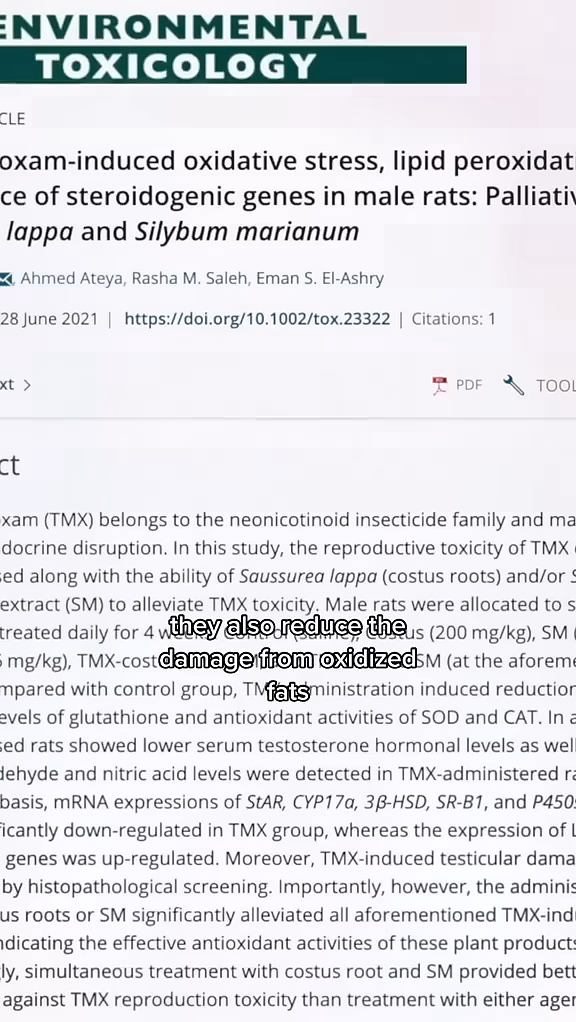 ENVIRONMENTAL
TOXICOLOGY
CLE
oxam-induced oxidative stress, lipid peroxidati
ce of steroidogenic genes in male rats: Palliativ
lappa and Silybum marianum
Ahmed Ateya, Rasha M. Saleh, Eman S. El-Ashry
28 June 2021 | https://doi.org/10.1002/tox.23322 | Citations: 1
xt >
PDF TOOL
ct
oxam (TMX) belongs to the neonicotinoid insecticide family and ma
docrine disruption. In this study, the reproductive toxicity of TMX
sed along with the ability of Saussurea lappa (costus roots) and/or S
extract (SM) to alleviate TMX toxicity. Male rats were allocated to s
treated daily for 4 (saline), (200 mg/kg), SM (
they also reduce the
mg/kg), TMX-cost SM (at the aforeme
damage from oxidized
mpared with control group, administration induced reduction
fats
evels of glutathione and antioxidant activities of SOD and CAT. In a
sed rats showed lower serum testosterone hormonal levels as well
dehyde and nitric acid levels were detected in TMX-administered ra
basis, mRNA expressions of StAR, CYP17a, 3β-HSD, SR-B1, and P450s
ficantly down-regulated in TMX group, whereas the expression of L
genes was up-regulated. Moreover, TMX-induced testicular dama
by histopathological screening. Importantly, however, the adminis
us roots or SM significantly alleviated all aforementioned TMX-ind
ndicating the effective antioxidant activities of these plant products
gly, simultaneous treatment with costus root and SM provided bett
against TMX reproduction toxicity than treatment with either agen